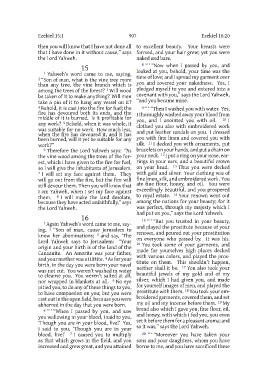 Ezekiel 15:1 907 Ezekiel 16:20
then you will know that I have not done all
that I have done in it without cause,” says
the Lord Yahweh.
15
1 Yahweh’s word came to me, saying,
2 “Son of man, what is the vine tree more
than any tree, the vine branch which is
among the trees of the forest? 3 Will wood
be taken of it to make anything? Will men
take a pin of it to hang any vessel on it?
4 Behold, it is cast into the fire for fuel; the
fire has devoured both its ends, and the
middle of it is burned. Is it profitable for
any work? 5 Behold, when it was whole, it
was suitable for no work. How much less,
when the fire has devoured it, and it has
been burned, will it yet be suitable for any
work?”
6 Therefore the Lord Yahweh says: “As
the vine wood among the trees of the for-
est, which I have given to the fire for fuel,
so I will give the inhabitants of Jerusalem.
7 I will set my face against them. They
will go out from the fire, but the fire will
still devour them. Then you will know that
I am Yahweh, when I set my face against
them. 8 I will make the land desolate,
because they have acted unfaithfully,” says
the Lord Yahweh.
16
1 Again Yahweh’s word came to me, say-
ing, 2 “Son of man, cause Jerusalem to
know her abominations; 3 and say, ‘The
Lord Yahweh says to Jerusalem: “Your
origin and your birth is of the land of the
Canaanite. An Amorite was your father,
and your mother was a Hittite. 4 As for your
birth, in the day you were born your navel
was not cut. You weren’t washed in water
to cleanse you. You weren’t salted at all,
nor wrapped in blankets at all. 5 No eye
pitied you, to do any of these things to you,
to have compassion on you; but you were
cast out in the open field, because you were
abhorred in the day that you were born.
6 “‘“When I passed by you, and saw
you wallowing in your blood, I said to you,
‘Though you are in your blood, live!’ Yes,
I said to you, ‘Though you are in your
blood, live!’ 7 I caused you to multiply
as that which grows in the field, and you
increased and grew great, and you attained
to excellent beauty. Your breasts were
formed, and your hair grew; yet you were
naked and bare.
8 “‘“Now when I passed by you, and
looked at you, behold, your time was the
time of love; and I spread my garment over
you and covered your nakedness. Yes, I
pledged myself to you and entered into a
covenant with you,” says the Lord Yahweh,
“and you became mine.
9 “‘“Then I washed you with water. Yes,
I thoroughly washed away your blood from
you, and I anointed you with oil. 10 I
clothed you also with embroidered work
and put leather sandals on you. I dressed
you with fine linen and covered you with
silk. 11 I decked you with ornaments, put
bracelets on your hands, and put a chain on
your neck. 12 I put a ring on your nose, ear-
rings in your ears, and a beautiful crown
on your head. 13 Thus you were decked
with gold and silver. Your clothing was of
fine linen, silk, and embroidered work. You
ate fine flour, honey, and oil. You were
exceedingly beautiful, and you prospered
to royal estate. 14 Your renown went out
among the nations for your beauty; for it
was perfect, through my majesty which I
had put on you,” says the Lord Yahweh.
15 “‘“But you trusted in your beauty,
and played the prostitute because of your
renown, and poured out your prostitution
on everyone who passed by. It was his.
16 You took some of your garments, and
made for yourselves high places decked
with various colors, and played the pros-
titute on them. This shouldn’t happen,
neither shall it be. 17 You also took your
beautiful jewels of my gold and of my
silver, which I had given you, and made
for yourself images of men, and played the
prostitute with them. 18 You took your em-
broidered garments, covered them, and set
my oil and my incense before them. 19 My
bread also which I gave you, fine flour, oil,
and honey, with which I fed you, you even
set it before them for a pleasant aroma; and
so it was,” says the Lord Yahweh.
20 “‘“Moreover you have taken your
sons and your daughters, whom you have
borne to me, and you have sacrificed these